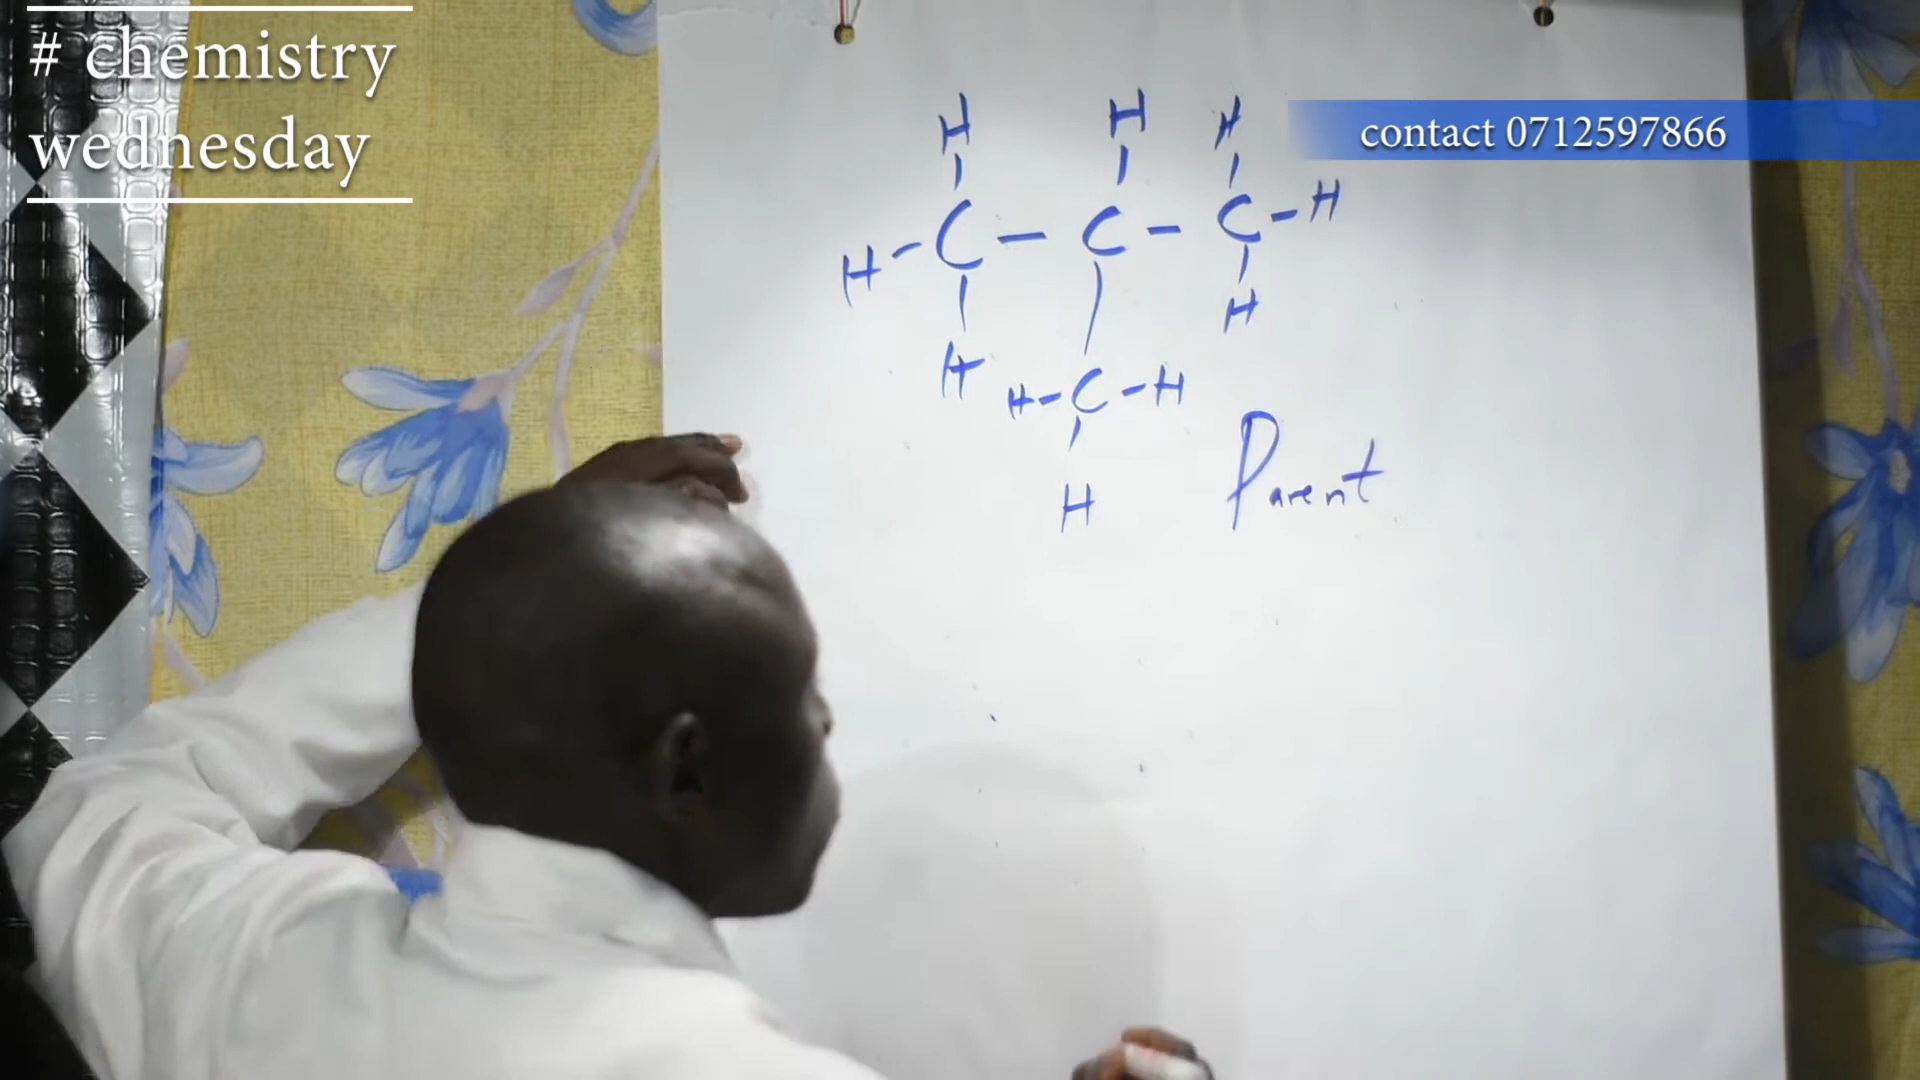 # chemistry
wednesday
contact 0712597866
H H H
H-C-C-C-H
H H
H-C-H
H
Parent